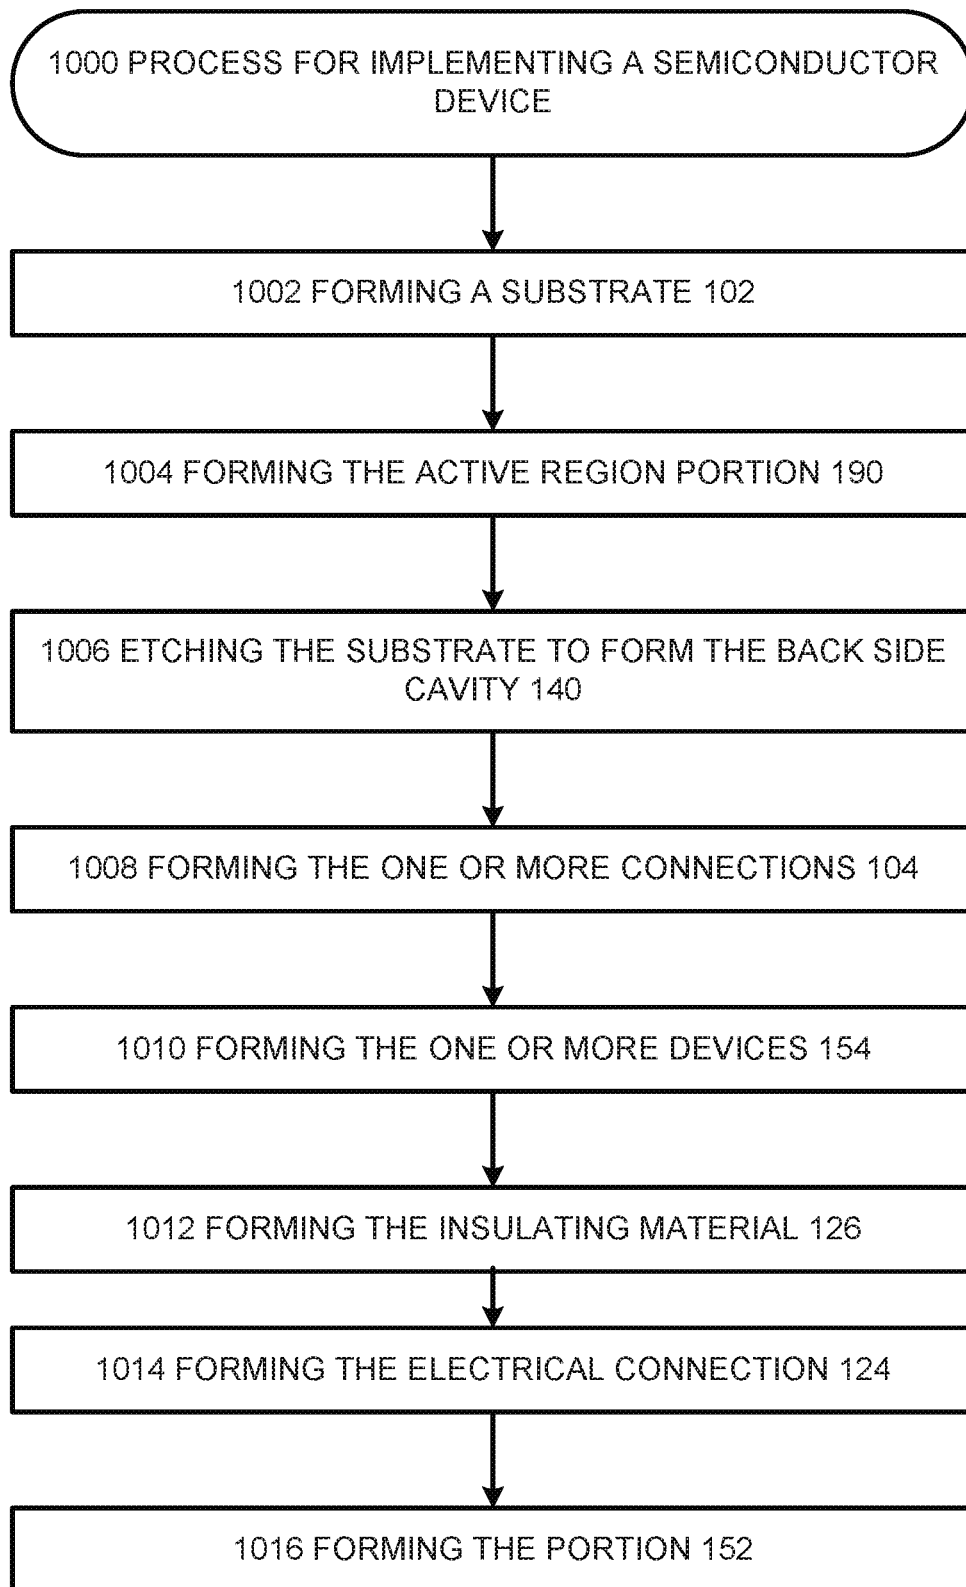 1000 PROCESS FOR IMPLEMENTING A SEMICONDUCTOR
DEVICE
1002 FORMING A SUBSTRATE 102
1004 FORMING THE ACTIVE REGION PORTION 190
1006 ETCHING THE SUBSTRATE TO FORM THE BACK SIDE
CAVITY 140
1008 FORMING THE ONE OR MORE CONNECTIONS 104
1010 FORMING THE ONE OR MORE DEVICES 154
1012 FORMING THE INSULATING MATERIAL 126
1014 FORMING THE ELECTRICAL CONNECTION 124
1016 FORMING THE PORTION 152